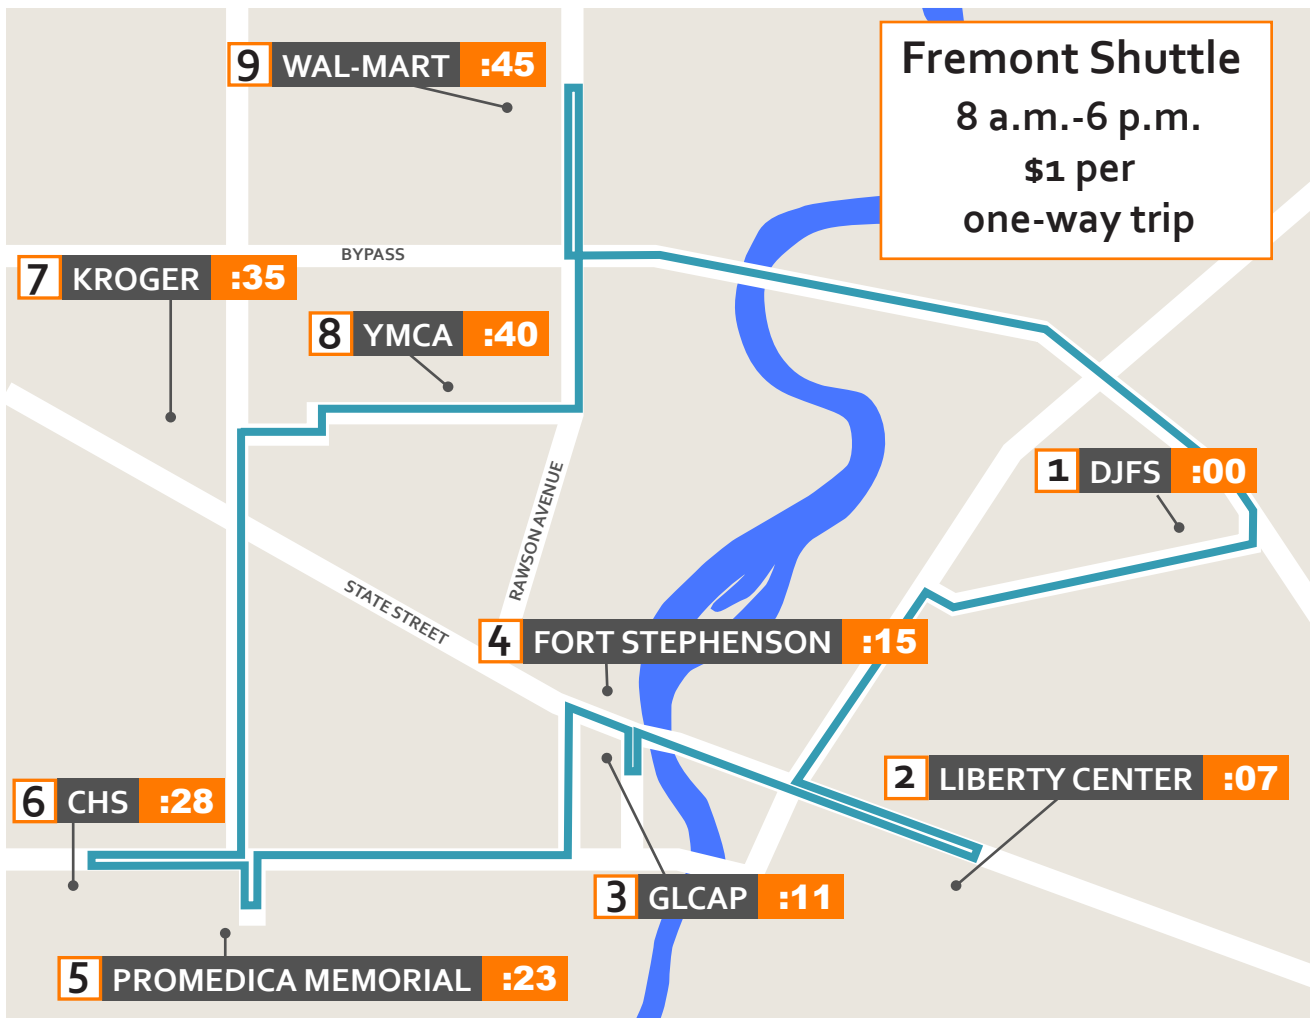 Fremont Shuttle
8 a.m.-6 p.m.
$1 per
one-way trip
9 WAL-MART :45
BYPASS
7 KROGER :35
8 YMCA :40
1 DJFS :00
RAWSON AVENUE
STATE STREET
4 FORT STEPHENSON :15
2 LIBERTY CENTER :07
6 CHS :28
3 GLCAP :11
5 PROMEDICA MEMORIAL :23